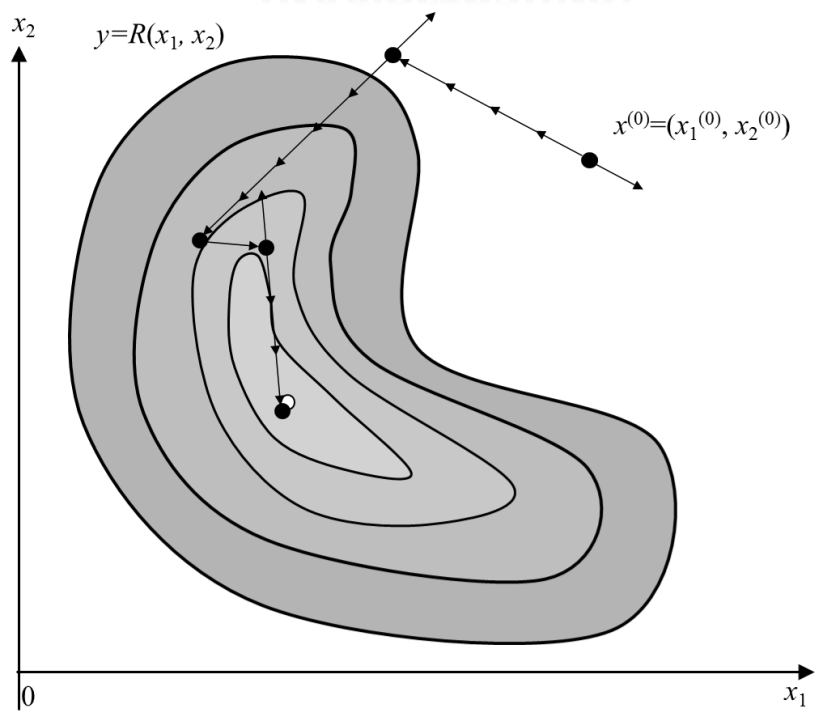 x₂
y=R(x₁, x₂)
x⁽⁰⁾=(x₁⁽⁰⁾, x₂⁽⁰⁾)
0
x₁